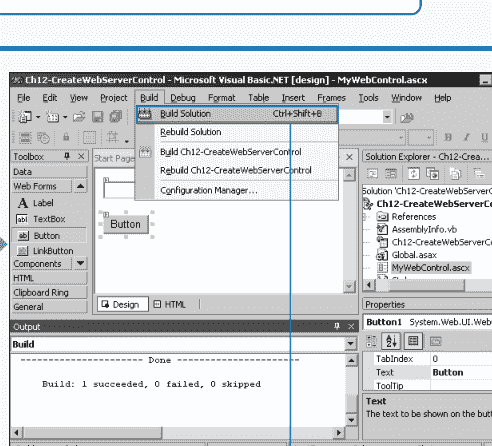 Ch12-CreateWebServerControl - Microsoft Visual Basic.NET [design] - MyWebControl.ascx
File Edit View Project Build Debug Format Table Insert Frames Tools Window Help
Build Solution Ctrl+Shift+B
Rebuild Solution
Build Ch12-CreateWebServerControl
Rebuild Ch12-CreateWebServerControl
Configuration Manager...
B I U
Toolbox
Data
Web Forms
A Label
abl TextBox
ab Button
LinkButton
Components
HTML
Clipboard Ring
General
Start Page
Button
Design HTML
Solution Explorer - Ch12-Crea...
Solution 'Ch12-CreateWebServerC
Ch12-CreateWebServerC
References
AssemblyInfo.vb
Ch12-CreateWebServerCo
Global.asax
MyWebControl.ascx
Properties
Button1 System.Web.UI.Web
TabIndex 0
Text Button
ToolTip
Text
The text to be shown on the butt
Output
Build
---------------------- Done ----------------------
Build: 1 succeeded, 0 failed, 0 skipped